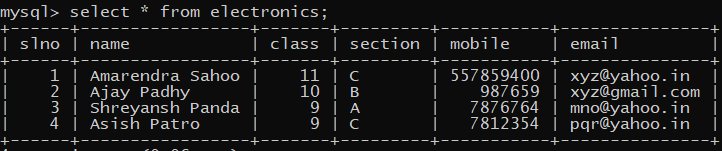 mysql> select * from electronics;
| slno | name | class | section | mobile | email |
| 1 | Amarendra Sahoo | 11 | C | 557859400 | xyz@yahoo.in |
| 2 | Ajay Padhy | 10 | B | 987659 | xyz@gmail.com |
| 3 | Shreyansh Panda | 9 | A | 7876764 | mno@yahoo.in |
| 4 | Asish Patro | 9 | C | 7812354 | pqr@yahoo.in |